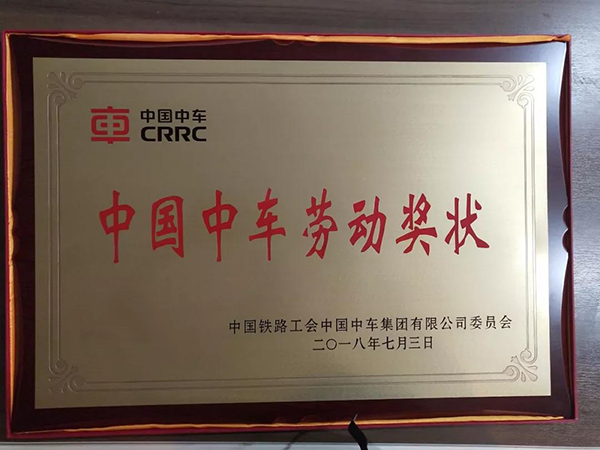 中国中车
CRRC
中国中车劳动奖状
中国铁路工会中国中车集团有限公司委员会
二〇一八年七月三日